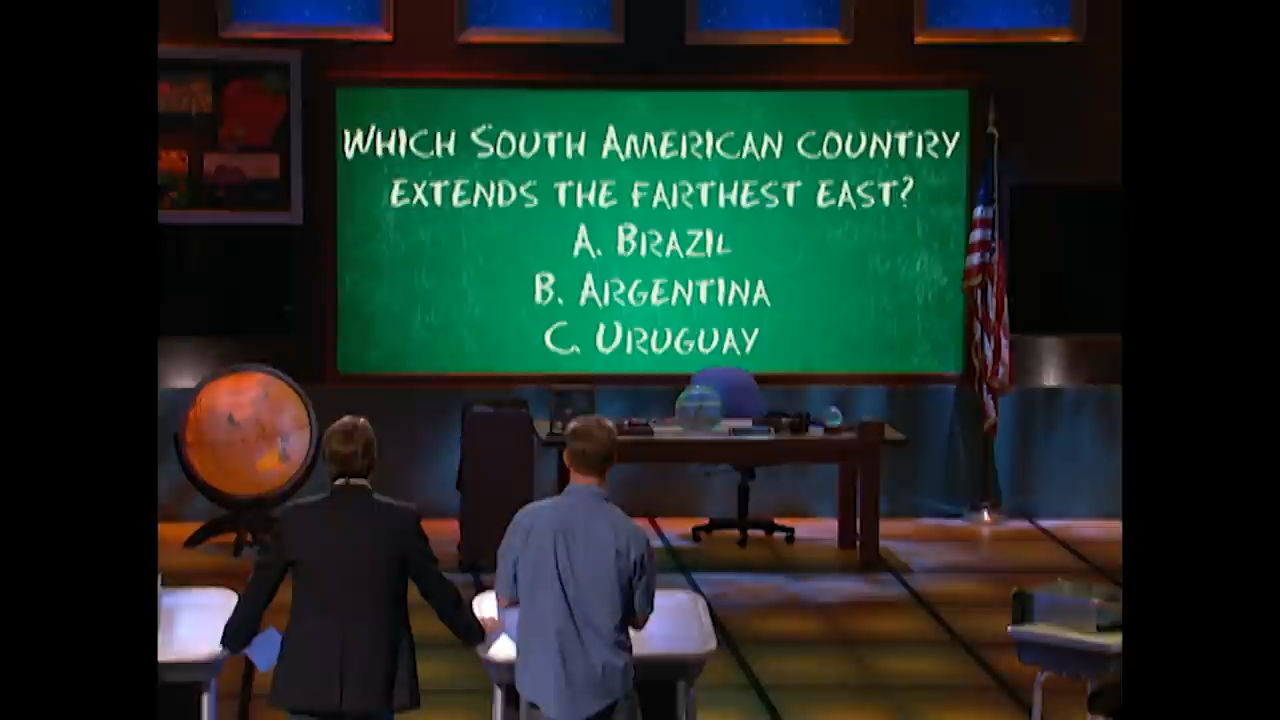 Which South American country
extends the farthest east?
A. Brazil
B. Argentina
C. Uruguay